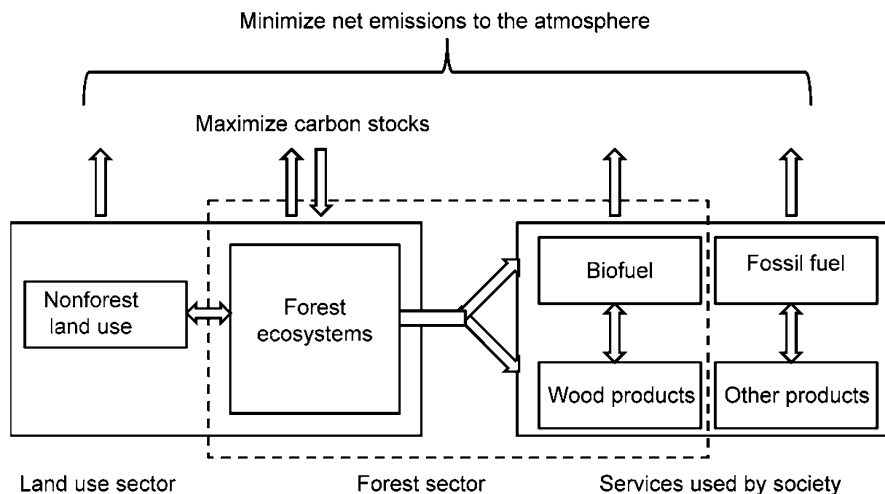 Minimize net emissions to the atmosphere
Maximize carbon stocks
Nonforest
land use
Forest
ecosystems
Biofuel
Fossil fuel
Wood products
Other products
Land use sector
Forest sector
Services used by society